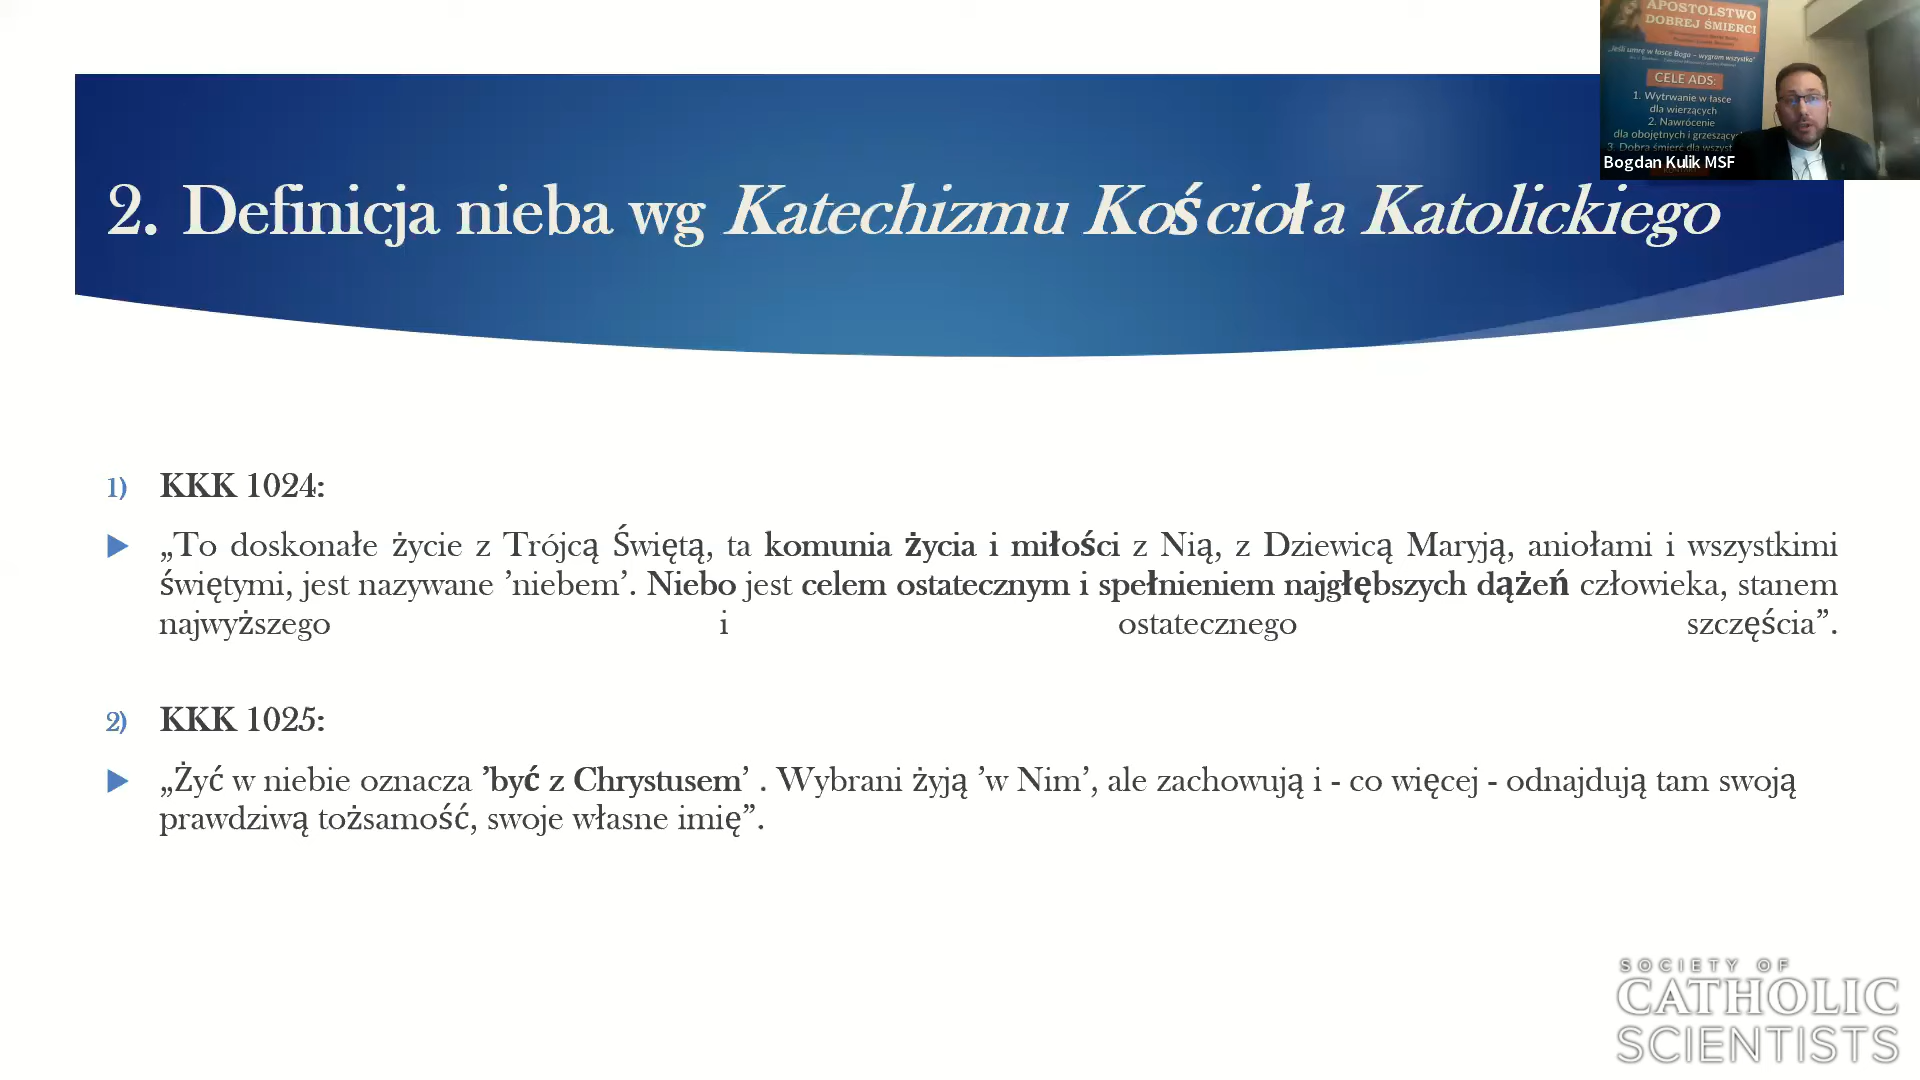 APOSTOLSTWO
DOBREJ ŚMIERCI
„Jeśli umrę w łasce Boga – wygram wszystko"
CELE ADS:
1. Wytrwanie w łasce
dla wierzących
2. Nawrócenie
dla obojętnych i grzeszący
3. Dobra śmierć dla wszyst
Bogdan Kulik MSF
2. Definicja nieba wg Katechizmu Kościoła Katolickiego
1) KKK 1024:
„To doskonałe życie z Trójcą Świętą, ta komunia życia i miłości z Nią, z Dziewicą Maryją, aniołami i wszystkimi
świętymi, jest nazywane ’niebem’. Niebo jest celem ostatecznym i spełnieniem najgłębszych dążeń człowieka, stanem
najwyższego i ostatecznego szczęścia”.
2) KKK 1025:
„Żyć w niebie oznacza ’być z Chrystusem’ . Wybrani żyją ’w Nim’, ale zachowują i - co więcej - odnajdują tam swoją
prawdziwą tożsamość, swoje własne imię”.
SOCIETY OF
CATHOLIC
SCIENTISTS